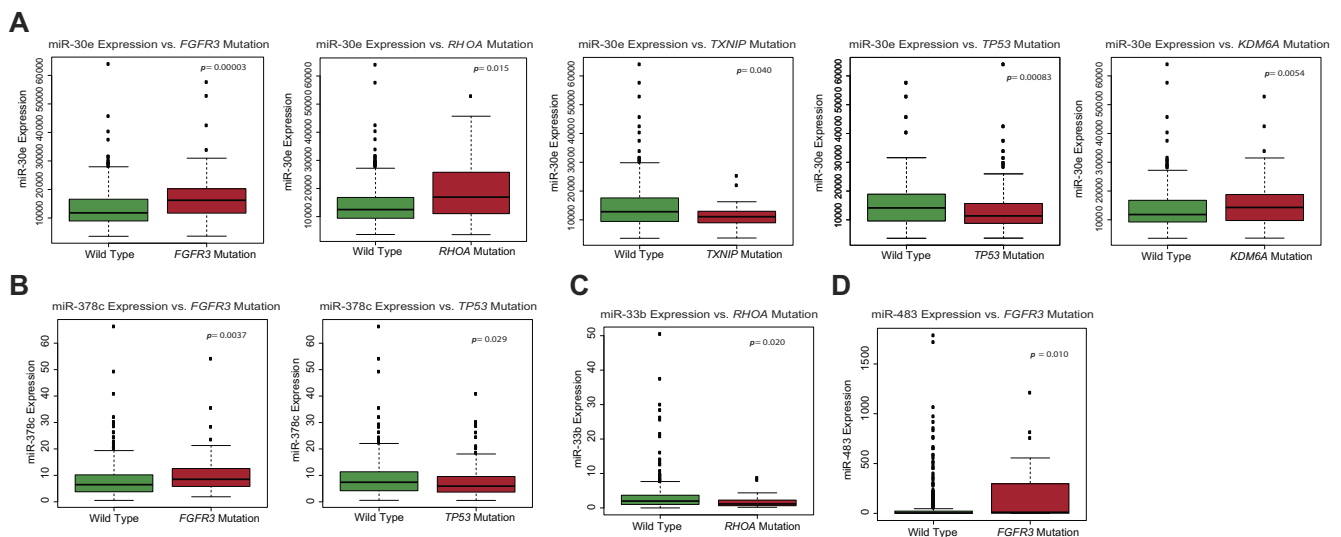 A
miR-30e Expression vs. FGFR3 Mutation
p= 0.00003
miR-30e Expression
10000 20000 30000 40000 50000 60000
Wild Type
FGFR3 Mutation
miR-30e Expression vs. RHOA Mutation
p= 0.015
miR-30e Expression
10000 20000 30000 40000 50000 60000
Wild Type
RHOA Mutation
miR-30e Expression vs. TXNIP Mutation
p= 0.040
miR-30e Expression
10000 20000 30000 40000 50000 60000
Wild Type
TXNIP Mutation
miR-30e Expression vs. TP53 Mutation
p= 0.00083
miR-30e Expression
10000 20000 30000 40000 50000 60000
Wild Type
TP53 Mutation
miR-30e Expression vs. KDM6A Mutation
p= 0.0054
miR-30e Expression
10000 20000 30000 40000 50000 60000
Wild Type
KDM6A Mutation
B
miR-378c Expression vs. FGFR3 Mutation
p= 0.0037
miR-378c Expression
0 10 20 30 40 50 60
Wild Type
FGFR3 Mutation
miR-378c Expression vs. TP53 Mutation
p= 0.029
miR-378c Expression
0 10 20 30 40 50 60
Wild Type
TP53 Mutation
C
miR-33b Expression vs. RHOA Mutation
p= 0.020
miR-33b Expression
0 10 20 30 40 50
Wild Type
RHOA Mutation
D
miR-483 Expression vs. FGFR3 Mutation
p = 0.010
miR-483 Expression
0 500 1000 1500
Wild Type
FGFR3 Mutation